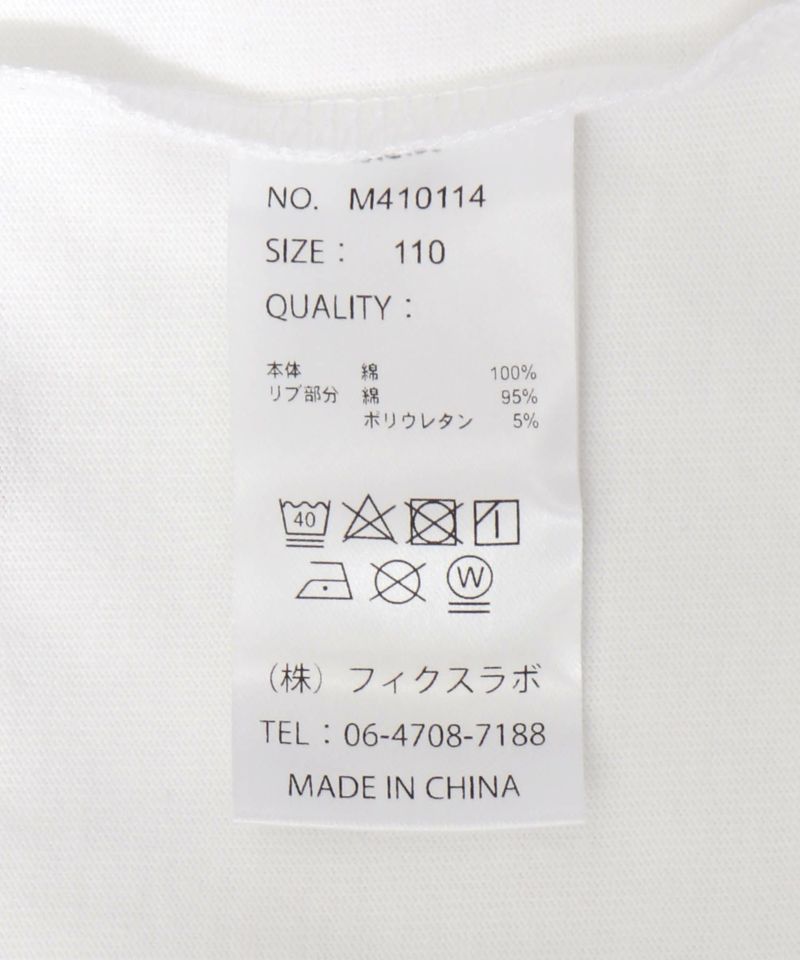 NO. M410114
SIZE : 110
QUALITY :
本体 綿 100%
リブ部分 綿 95%
ポリウレタン 5%
40
W
(株) フィクスラボ
TEL : 06-4708-7188
MADE IN CHINA